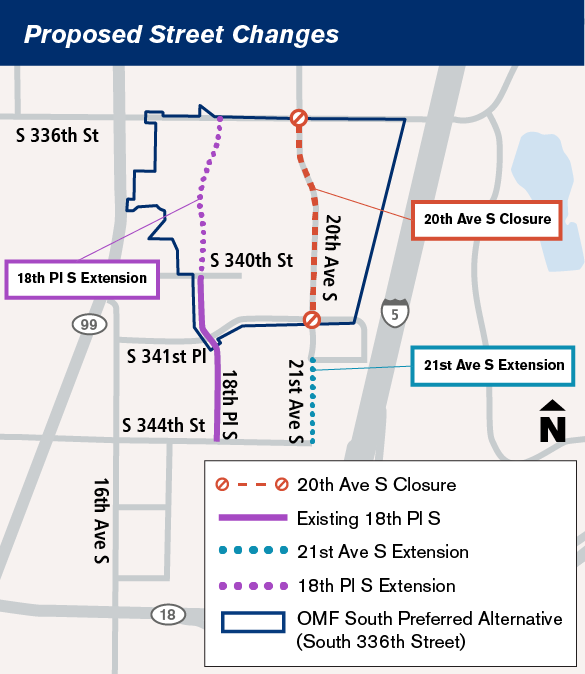 Proposed Street Changes
S 336th St
20th Ave S
20th Ave S Closure
S 340th St
18th Pl S Extension
5
99
S 341st Pl
21st Ave S Extension
18th Pl S
21st Ave S
S 344th St
N
16th Ave S
18
20th Ave S Closure
Existing 18th Pl S
21st Ave S Extension
18th Pl S Extension
OMF South Preferred Alternative
(South 336th Street)